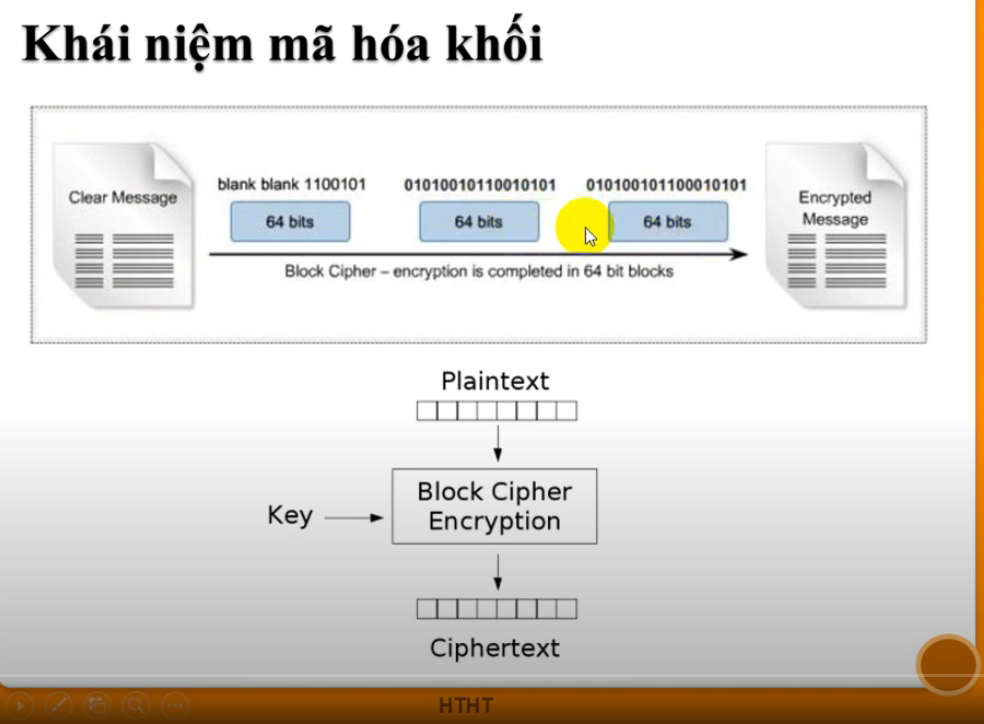 Khái niệm mã hóa khối
Clear Message
blank blank 1100101
01010010110010101
010100101100010101
64 bits
64 bits
64 bits
Encrypted
Message
Block Cipher – encryption is completed in 64 bit blocks
Plaintext
Key
Block Cipher
Encryption
Ciphertext
HTHT